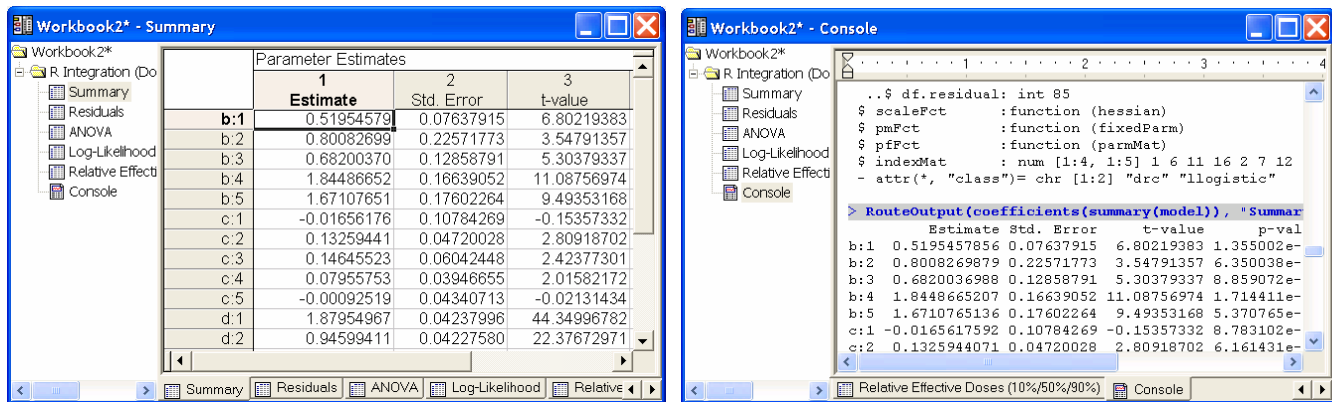 Workbook2* - Summary
Workbook2*
R Integration (Do
Summary
Residuals
ANOVA
Log-Likelihood
Relative Effecti
Console
Parameter Estimates
1 2 3
Estimate Std. Error t-value
b:1 0.51954579 0.07637915 6.80219383
b:2 0.80082699 0.22571773 3.54791357
b:3 0.68200370 0.12858791 5.30379337
b:4 1.84486652 0.16639052 11.08756974
b:5 1.67107651 0.17602264 9.49353168
c:1 -0.01656176 0.10784269 -0.15357332
c:2 0.13259441 0.04720028 2.80918702
c:3 0.14645523 0.06042448 2.42377301
c:4 0.07955753 0.03946655 2.01582172
c:5 -0.00092519 0.04340713 -0.02131434
d:1 1.87954967 0.04237996 44.34996782
d:2 0.94599411 0.04227580 22.37672971
Summary Residuals ANOVA Log-Likelihood Relative
Workbook2* - Console
Workbook2*
R Integration (Do
Summary
Residuals
ANOVA
Log-Likelihood
Relative Effecti
Console
1 2 3 4
..$ df.residual: int 85
$ scaleFct :function (hessian)
$ pmFct :function (fixedParm)
$ pfFct :function (parmMat)
$ indexMat : num [1:4, 1:5] 1 6 11 16 2 7 12
- attr(*, "class")= chr [1:2] "drc" "llogistic"
> RouteOutput(coefficients(summary(model)), "Summar
Estimate Std. Error t-value p-val
b:1 0.5195457856 0.07637915 6.80219383 1.355002e-
b:2 0.8008269879 0.22571773 3.54791357 6.350038e-
b:3 0.6820036988 0.12858791 5.30379337 8.859072e-
b:4 1.8448665207 0.16639052 11.08756974 1.714411e-
b:5 1.6710765136 0.17602264 9.49353168 5.370765e-
c:1 -0.0165617592 0.10784269 -0.15357332 8.783102e-
c:2 0.1325944071 0.04720028 2.80918702 6.161431e-
Relative Effective Doses (10%/50%/90%) Console